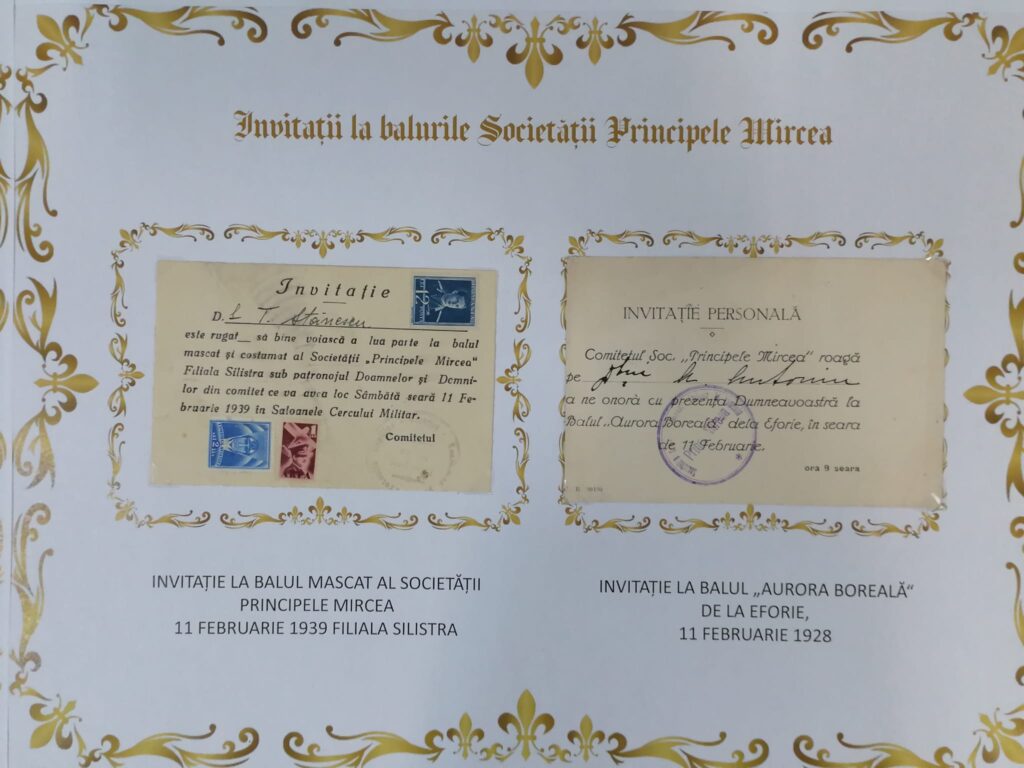 Invitații la balurile Societății Principele Mircea
Invitație
D. L T. Stănescu
este rugat_ să bine voiască a lua parte la balul
mascat și costumat al Societății „Principele Mircea"
Filiala Silistra sub patronajul Doamnelor și Domni-
lor din comitet ce va avea loc Sâmbătă seară 11 Fe-
bruarie 1939 în Saloanele Cercului Militar.
Comitetul
INVITAȚIE PERSONALĂ
Comitetul Soc. „Principele Mircea" roagă
pe
a ne onora cu prezența Dumneavoastră la
Balul „Aurora Boreală" dela Eforie, în seara
de 11 Februarie.
ora 9 seara
INVITAȚIE LA BALUL MASCAT AL SOCIETĂȚII
PRINCIPELE MIRCEA
11 FEBRUARIE 1939 FILIALA SILISTRA
INVITAȚIE LA BALUL „AURORA BOREALĂ“
DE LA EFORIE,
11 FEBRUARIE 1928